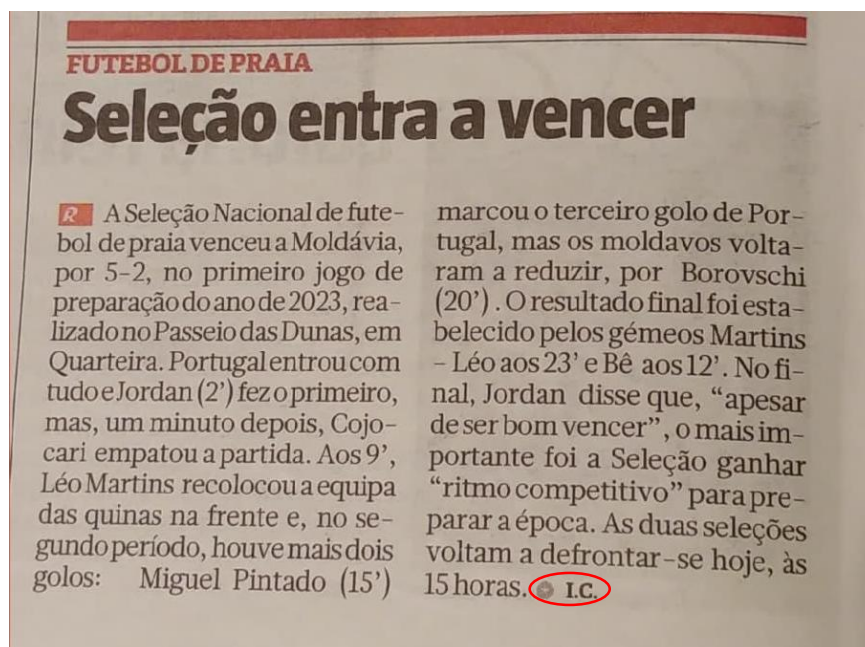 FUTEBOL DE PRAIA
Seleção entra a vencer
R A Seleção Nacional de fute-
bol de praia venceu a Moldávia,
por 5-2, no primeiro jogo de
preparação do ano de 2023, rea-
lizado no Passeio das Dunas, em
Quarteira. Portugal entrou com
tudo e Jordan (2’) fez o primeiro,
mas, um minuto depois, Cojo-
cari empatou a partida. Aos 9’,
Léo Martins recolocou a equipa
das quinas na frente e, no se-
gundo período, houve mais dois
golos: Miguel Pintado (15’)
marcou o terceiro golo de Por-
tugal, mas os moldavos volta-
ram a reduzir, por Borovschi
(20’) . O resultado final foi esta-
belecido pelos gémeos Martins
- Léo aos 23’ e Bê aos 12’. No fi-
nal, Jordan disse que, “apesar
de ser bom vencer”, o mais im-
portante foi a Seleção ganhar
“ritmo competitivo” para pre-
parar a época. As duas seleções
voltam a defrontar-se hoje, às
15 horas. I.C.